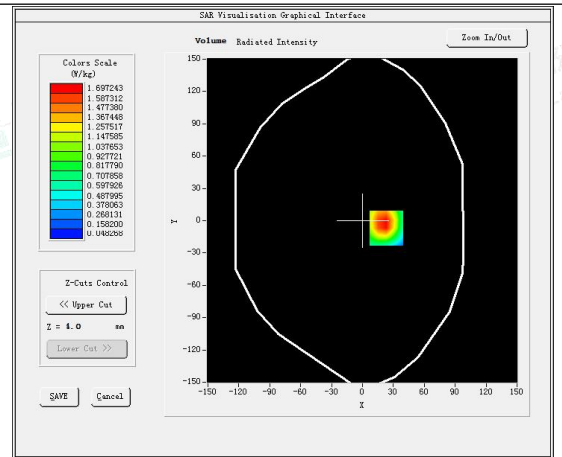 SAR Visualisation Graphical Interface
Volume Radiated Intensity
Zoom In/Out
Colors Scale
(W/kg)
1.697243
1.587312
1.477380
1.367448
1.257517
1.147585
1.037653
0.927721
0.817790
0.707858
0.597926
0.487995
0.378063
0.268131
0.158200
0.048268
Z-Cuts Control
<< Upper Cut
Z = 4.0 mm
Lower Cut >>
SAVE Cancel
150
120
90
60
30
0
-30
-60
-90
-120
-150
Y
-150 -120 -90 -60 -30 0 30 60 90 120 150
X